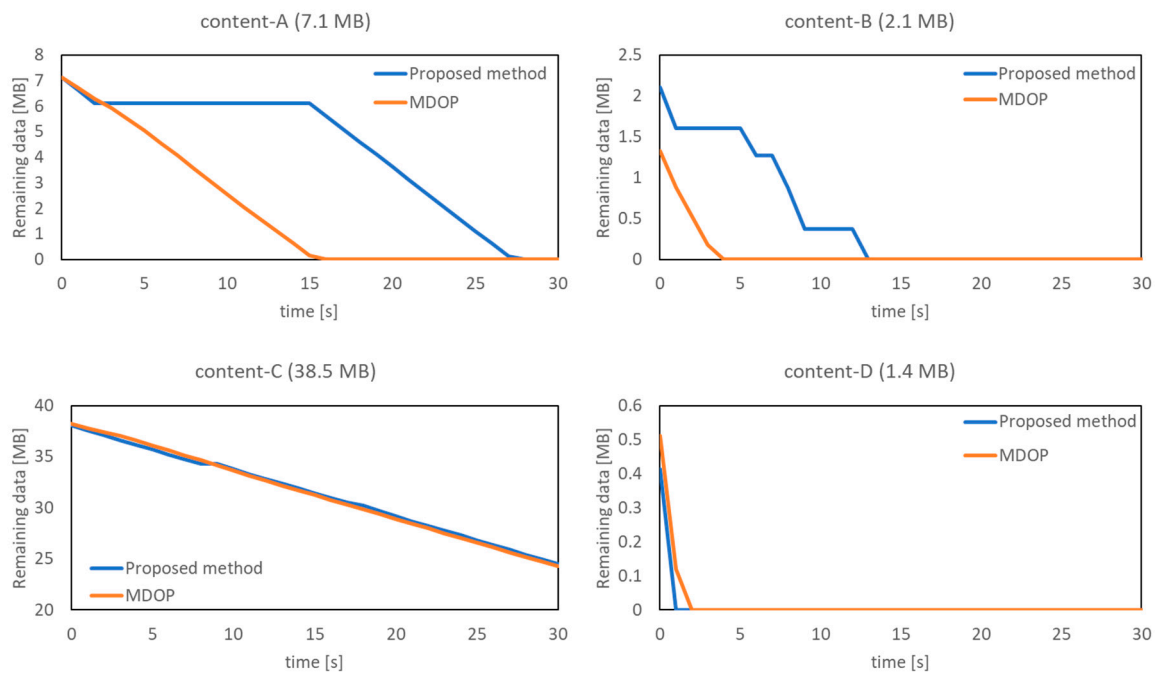 content-A (7.1 MB)
Remaining data [MB]
8
7
6
5
4
3
2
1
0
Proposed method
MDOP
0 5 10 15 20 25 30
time [s]
content-B (2.1 MB)
Remaining data [MB]
2.5
2
1.5
1
0.5
0
Proposed method
MDOP
0 5 10 15 20 25 30
time [s]
content-C (38.5 MB)
Remaining data [MB]
40
35
30
25
20
Proposed method
MDOP
0 5 10 15 20 25 30
time [s]
content-D (1.4 MB)
Remaining data [MB]
0.6
0.5
0.4
0.3
0.2
0.1
0
Proposed method
MDOP
0 5 10 15 20 25 30
time [s]